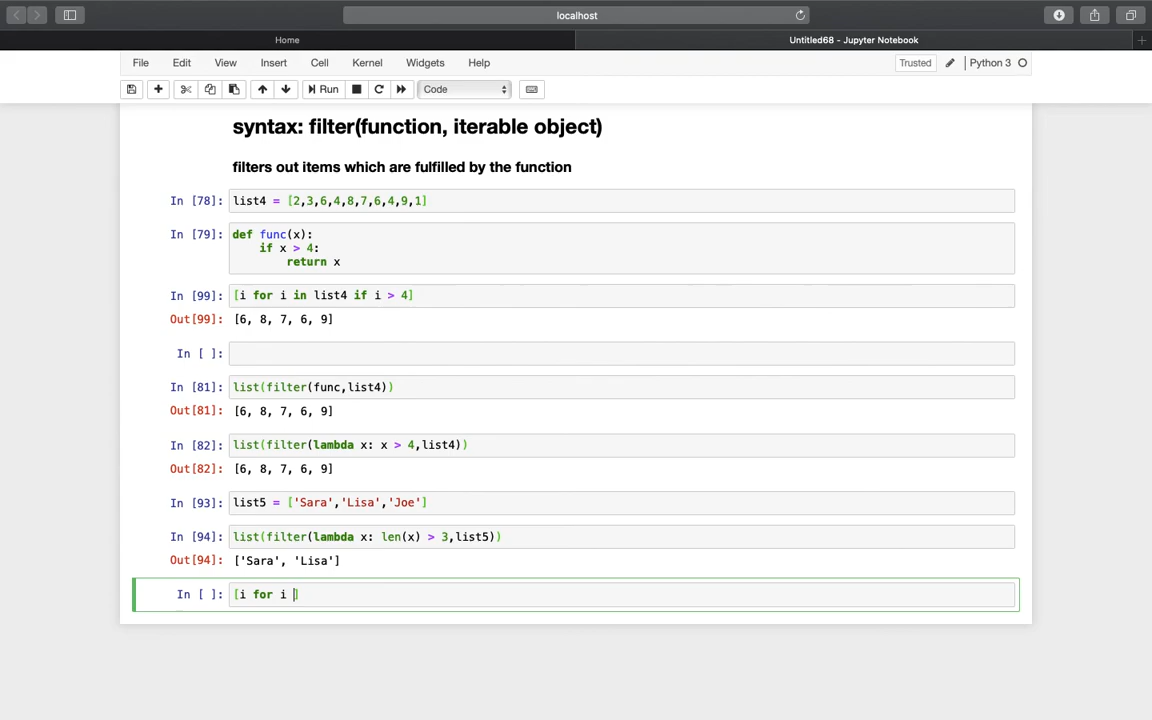 localhost
Home
Untitled68 - Jupyter Notebook
File Edit View Insert Cell Kernel Widgets Help
Trusted
Python 3
Run
Code
syntax: filter(function, iterable object)
filters out items which are fulfilled by the function
In [78]: list4 = [2,3,6,4,8,7,6,4,9,1]
In [79]: def func(x):
if x > 4:
return x
In [99]: [i for i in list4 if i > 4]
Out[99]: [6, 8, 7, 6, 9]
In [ ]:
In [81]: list(filter(func,list4))
Out[81]: [6, 8, 7, 6, 9]
In [82]: list(filter(lambda x: x > 4,list4))
Out[82]: [6, 8, 7, 6, 9]
In [93]: list5 = ['Sara','Lisa','Joe']
In [94]: list(filter(lambda x: len(x) > 3,list5))
Out[94]: ['Sara', 'Lisa']
In [ ]: [i for i ]